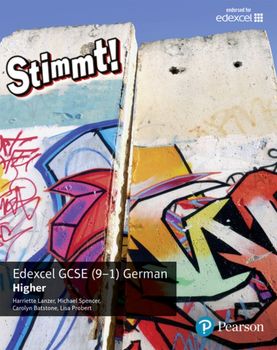 endorsed for
edexcel
Stimmt!
Edexcel GCSE (9–1) German
Higher
Harriette Lanzer, Michael Spencer,
Carolyn Batstone, Lisa Probert
Pearson